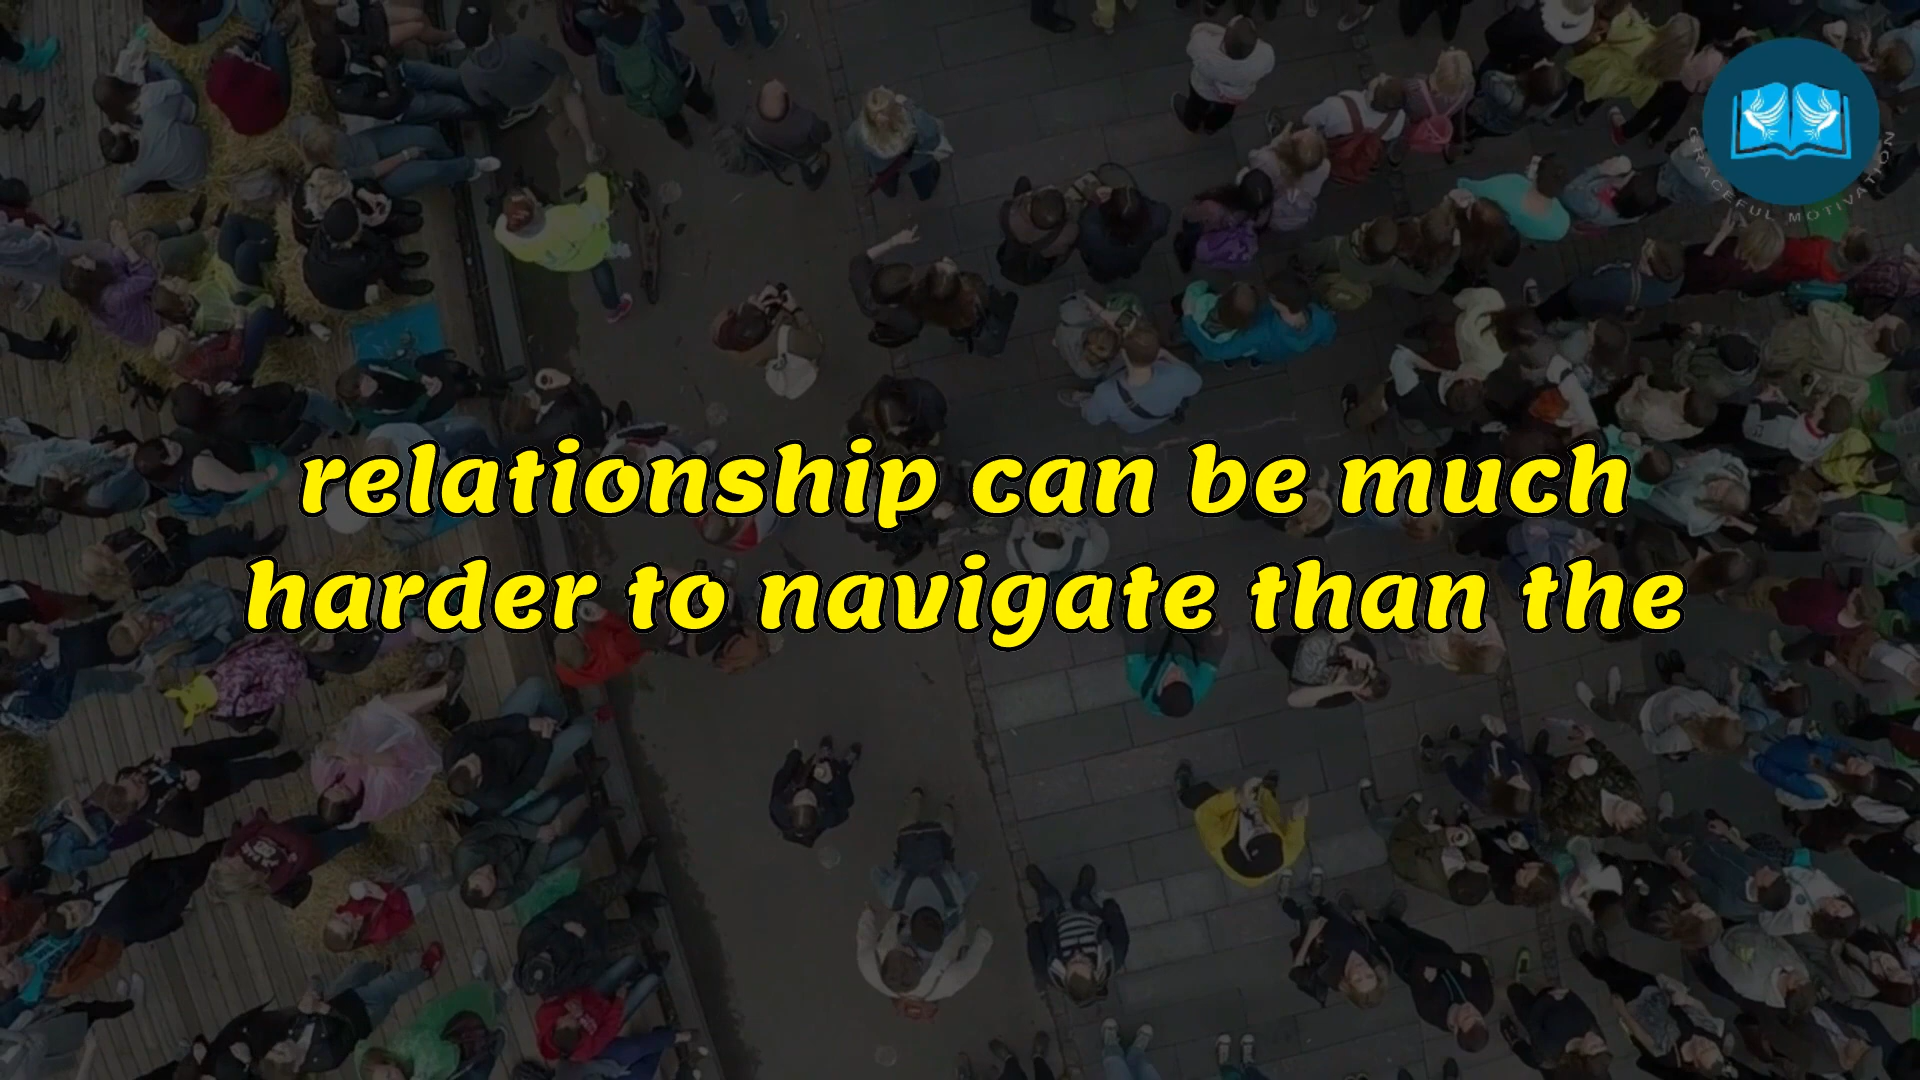 GRACEFUL MOTIVATION
relationship can be much
harder to navigate than the